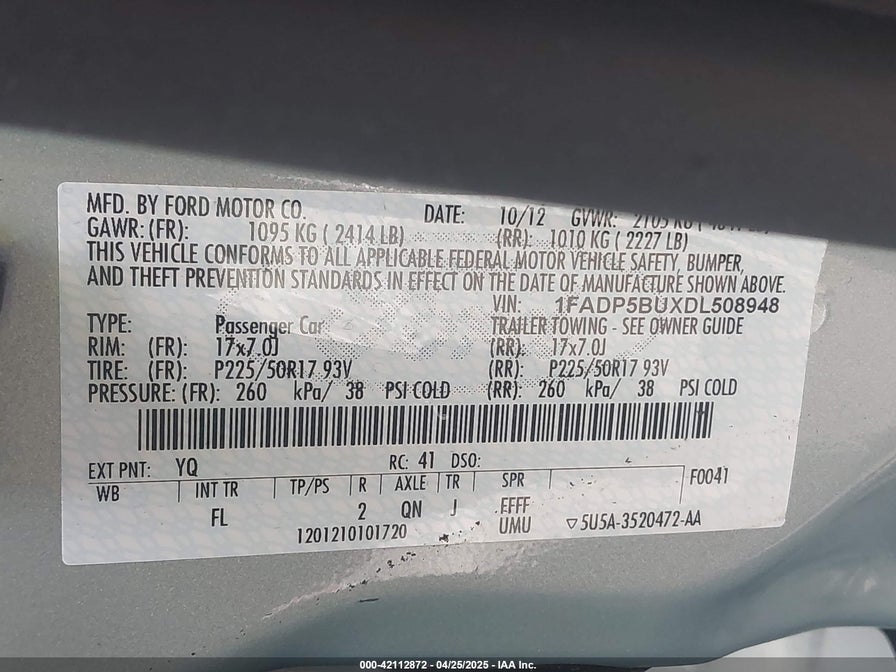 MFD. BY FORD MOTOR CO. DATE: 10/12 GVWR: 2105 KG
GAWR: (FR): 1095 KG ( 2414 LB) (RR): 1010 KG ( 2227 LB)
THIS VEHICLE CONFORMS TO ALL APPLICABLE FEDERAL MOTOR VEHICLE SAFETY, BUMPER,
AND THEFT PREVENTION STANDARDS IN EFFECT ON THE DATE OF MANUFACTURE SHOWN ABOVE.
VIN: 1FADP5BUXDL508948
TYPE: Passenger Car TRAILER TOWING - SEE OWNER GUIDE
RIM: (FR): 17x7.0J (RR): 17x7.0J
TIRE: (FR): P225/50R17 93V (RR): P225/50R17 93V
PRESSURE: (FR): 260 kPa/ 38 PSI COLD (RR): 260 kPa/ 38 PSI COLD
EXT PNT: YQ RC: 41 DSO:
WB INT TR TP/PS R AXLE TR SPR F0041
FL 2 QN J FFFF
1201210101720 UMU ▽5U5A-3520472-AA
000-42112872 - 04/25/2025 - IAA Inc.